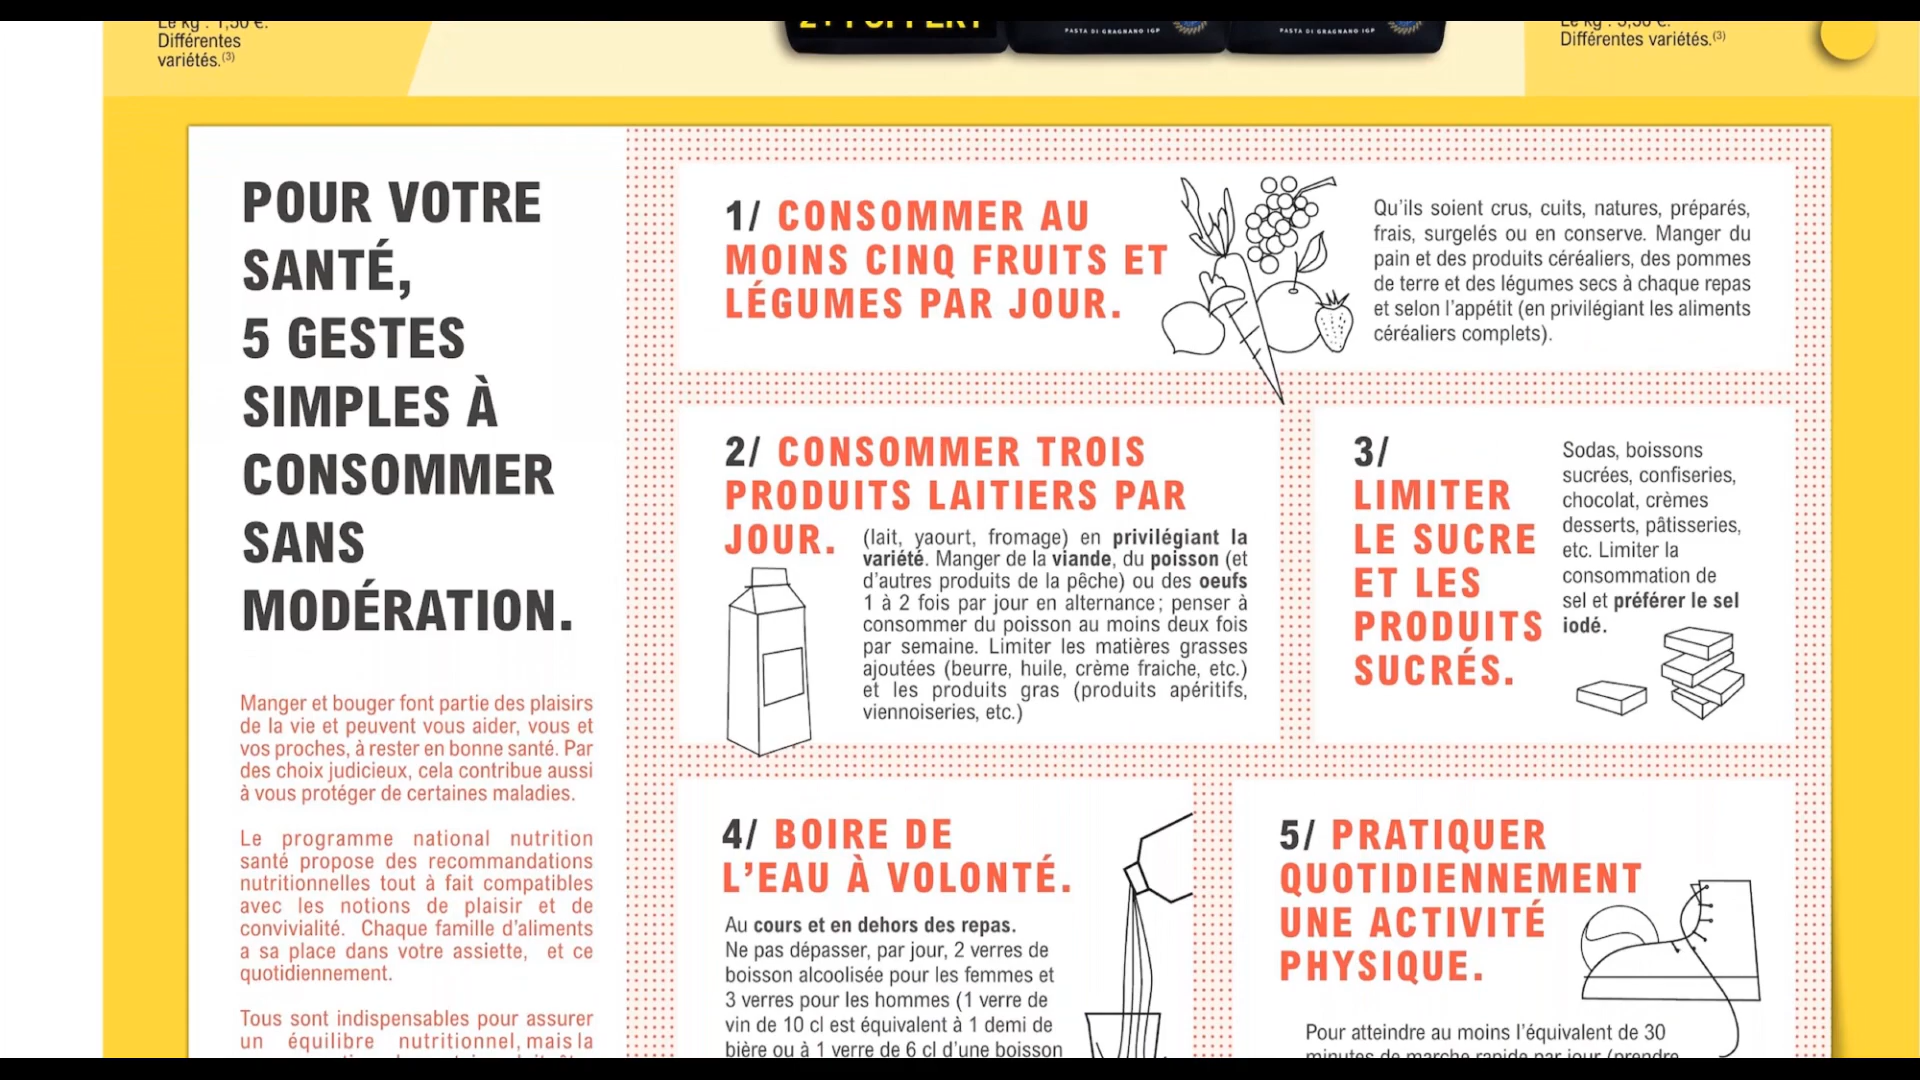 Différentes
variétés.(3)
PASTA DI GRAGNANO IGP
PASTA DI GRAGNANO IGP
Différentes variétés.(3)
POUR VOTRE
SANTÉ,
5 GESTES
SIMPLES À
CONSOMMER
SANS
MODÉRATION.
Manger et bouger font partie des plaisirs
de la vie et peuvent vous aider, vous et
vos proches, à rester en bonne santé. Par
des choix judicieux, cela contribue aussi
à vous protéger de certaines maladies.
Le programme national nutrition
santé propose des recommandations
nutritionnelles tout à fait compatibles
avec les notions de plaisir et de
convivialité. Chaque famille d'aliments
a sa place dans votre assiette, et ce
quotidiennement.
Tous sont indispensables pour assurer
un équilibre nutritionnel, mais la
1/ CONSOMMER AU
MOINS CINQ FRUITS ET
LÉGUMES PAR JOUR.
Qu'ils soient crus, cuits, natures, préparés,
frais, surgelés ou en conserve. Manger du
pain et des produits céréaliers, des pommes
de terre et des légumes secs à chaque repas
et selon l'appétit (en privilégiant les aliments
céréaliers complets).
2/ CONSOMMER TROIS
PRODUITS LAITIERS PAR
JOUR.
(lait, yaourt, fromage) en privilégiant la
variété. Manger de la viande, du poisson (et
d'autres produits de la pêche) ou des oeufs
1 à 2 fois par jour en alternance ; penser à
consommer du poisson au moins deux fois
par semaine. Limiter les matières grasses
ajoutées (beurre, huile, crème fraiche, etc.)
et les produits gras (produits apéritifs,
viennoiseries, etc.)
3/
LIMITER
LE SUCRE
ET LES
PRODUITS
SUCRÉS.
Sodas, boissons
sucrées, confiseries,
chocolat, crèmes
desserts, pâtisseries,
etc. Limiter la
consommation de
sel et préférer le sel
iodé.
4/ BOIRE DE
L'EAU À VOLONTÉ.
Au cours et en dehors des repas.
Ne pas dépasser, par jour, 2 verres de
boisson alcoolisée pour les femmes et
3 verres pour les hommes (1 verre de
vin de 10 cl est équivalent à 1 demi de
bière ou à 1 verre de 6 cl d'une boisson
5/ PRATIQUER
QUOTIDIENNEMENT
UNE ACTIVITÉ
PHYSIQUE.
Pour atteindre au moins l'équivalent de 30
minutes de marche rapide par jour (prendre